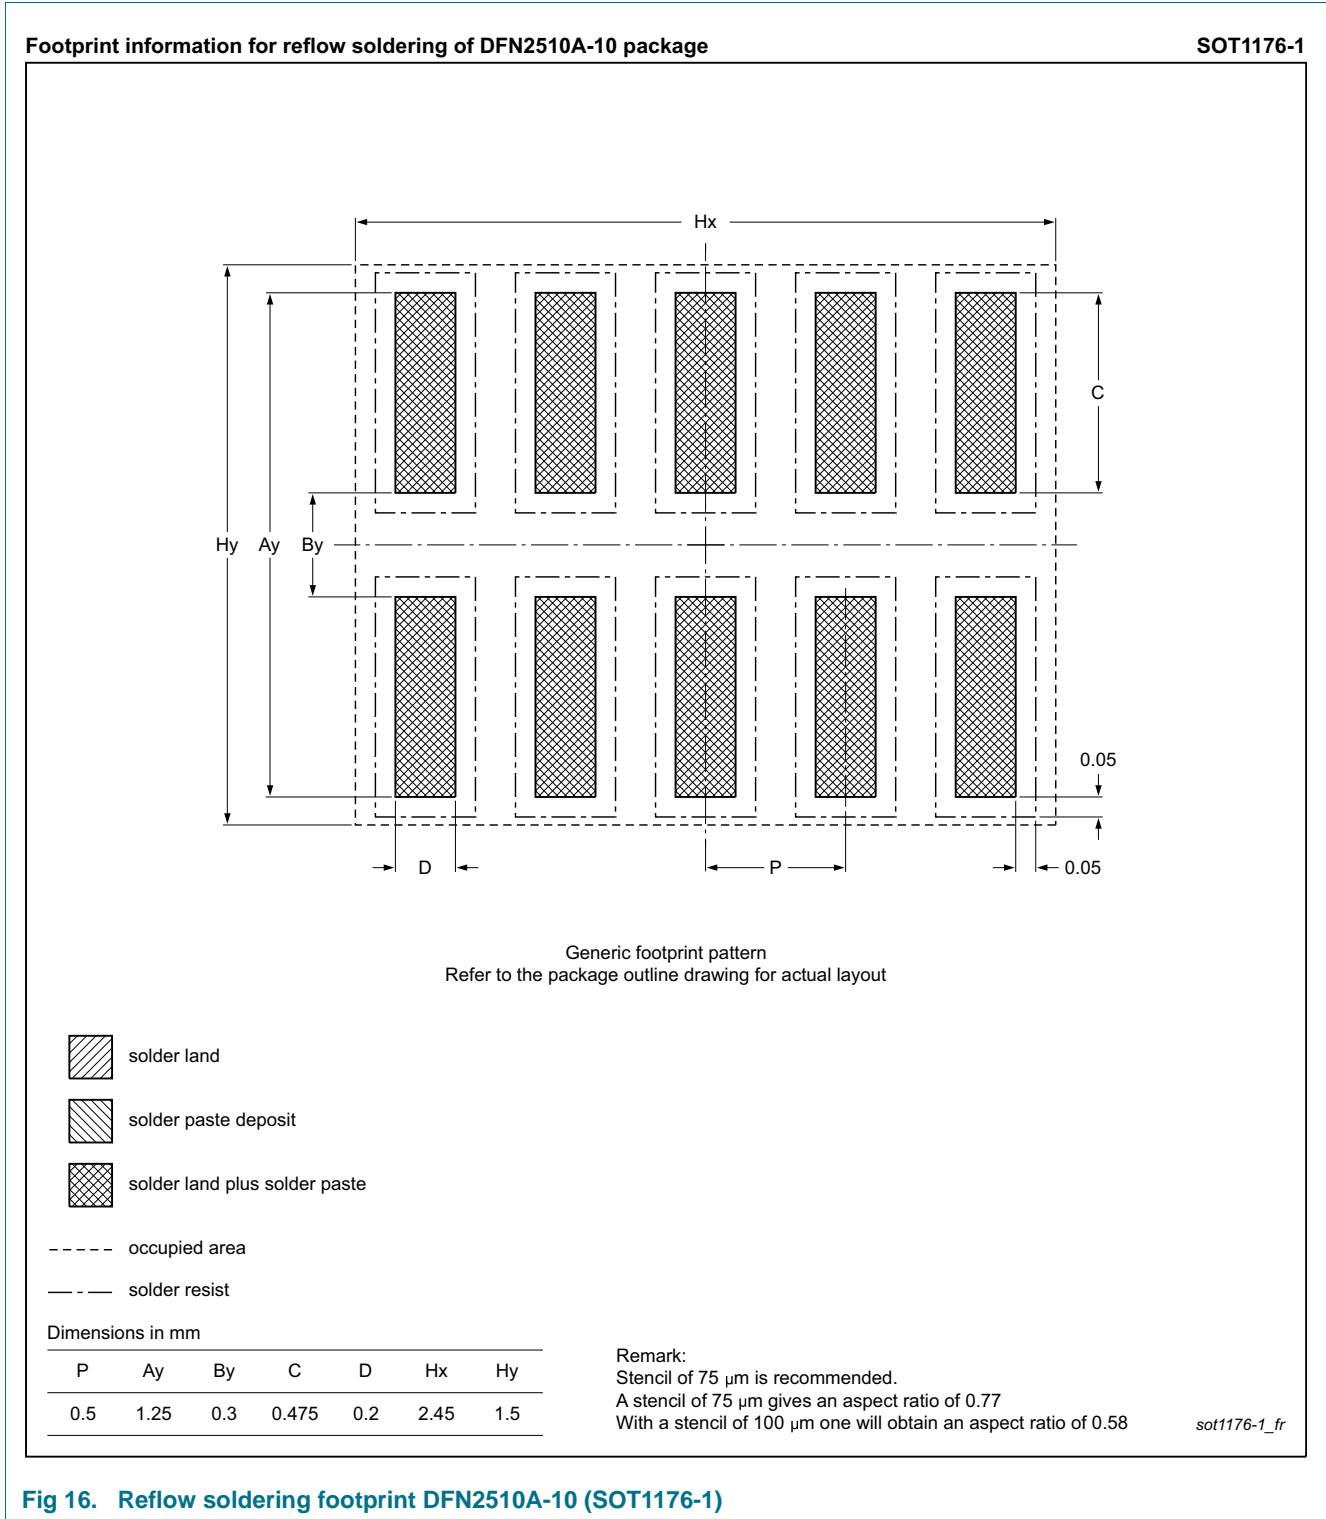 Footprint information for reflow soldering of DFN2510A-10 package SOT1176-1
Hx
C
Hy Ay By
0.05
D P 0.05
Generic footprint pattern
Refer to the package outline drawing for actual layout
solder land
solder paste deposit
solder land plus solder paste
occupied area
solder resist
Dimensions in mm
P Ay By C D Hx Hy
0.5 1.25 0.3 0.475 0.2 2.45 1.5
Remark:
Stencil of 75 μm is recommended.
A stencil of 75 μm gives an aspect ratio of 0.77
With a stencil of 100 μm one will obtain an aspect ratio of 0.58
sot1176-1_fr
Fig 16. Reflow soldering footprint DFN2510A-10 (SOT1176-1)